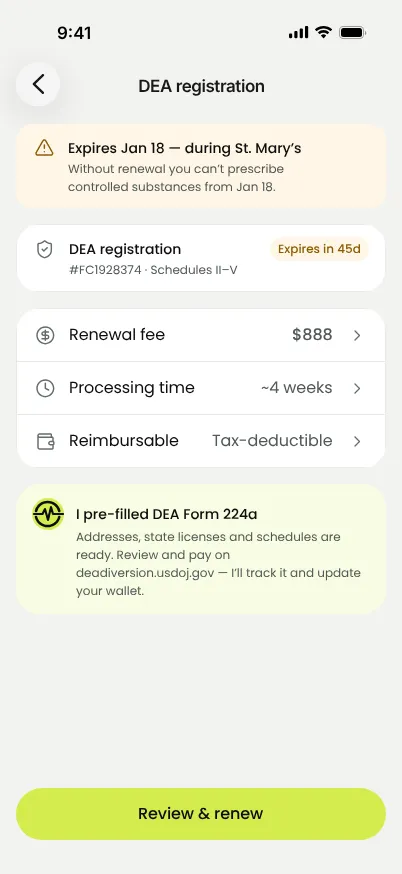 9:41
DEA registration
Expires Jan 18 — during St. Mary’s
Without renewal you can’t prescribe
controlled substances from Jan 18.
DEA registration
Expires in 45d
#FC1928374 · Schedules II–V
Renewal fee
$888
Processing time
~4 weeks
Reimbursable
Tax-deductible
I pre-filled DEA Form 224a
Addresses, state licenses and schedules are
ready. Review and pay on
deadiversion.usdoj.gov — I’ll track it and update
your wallet.
Review & renew